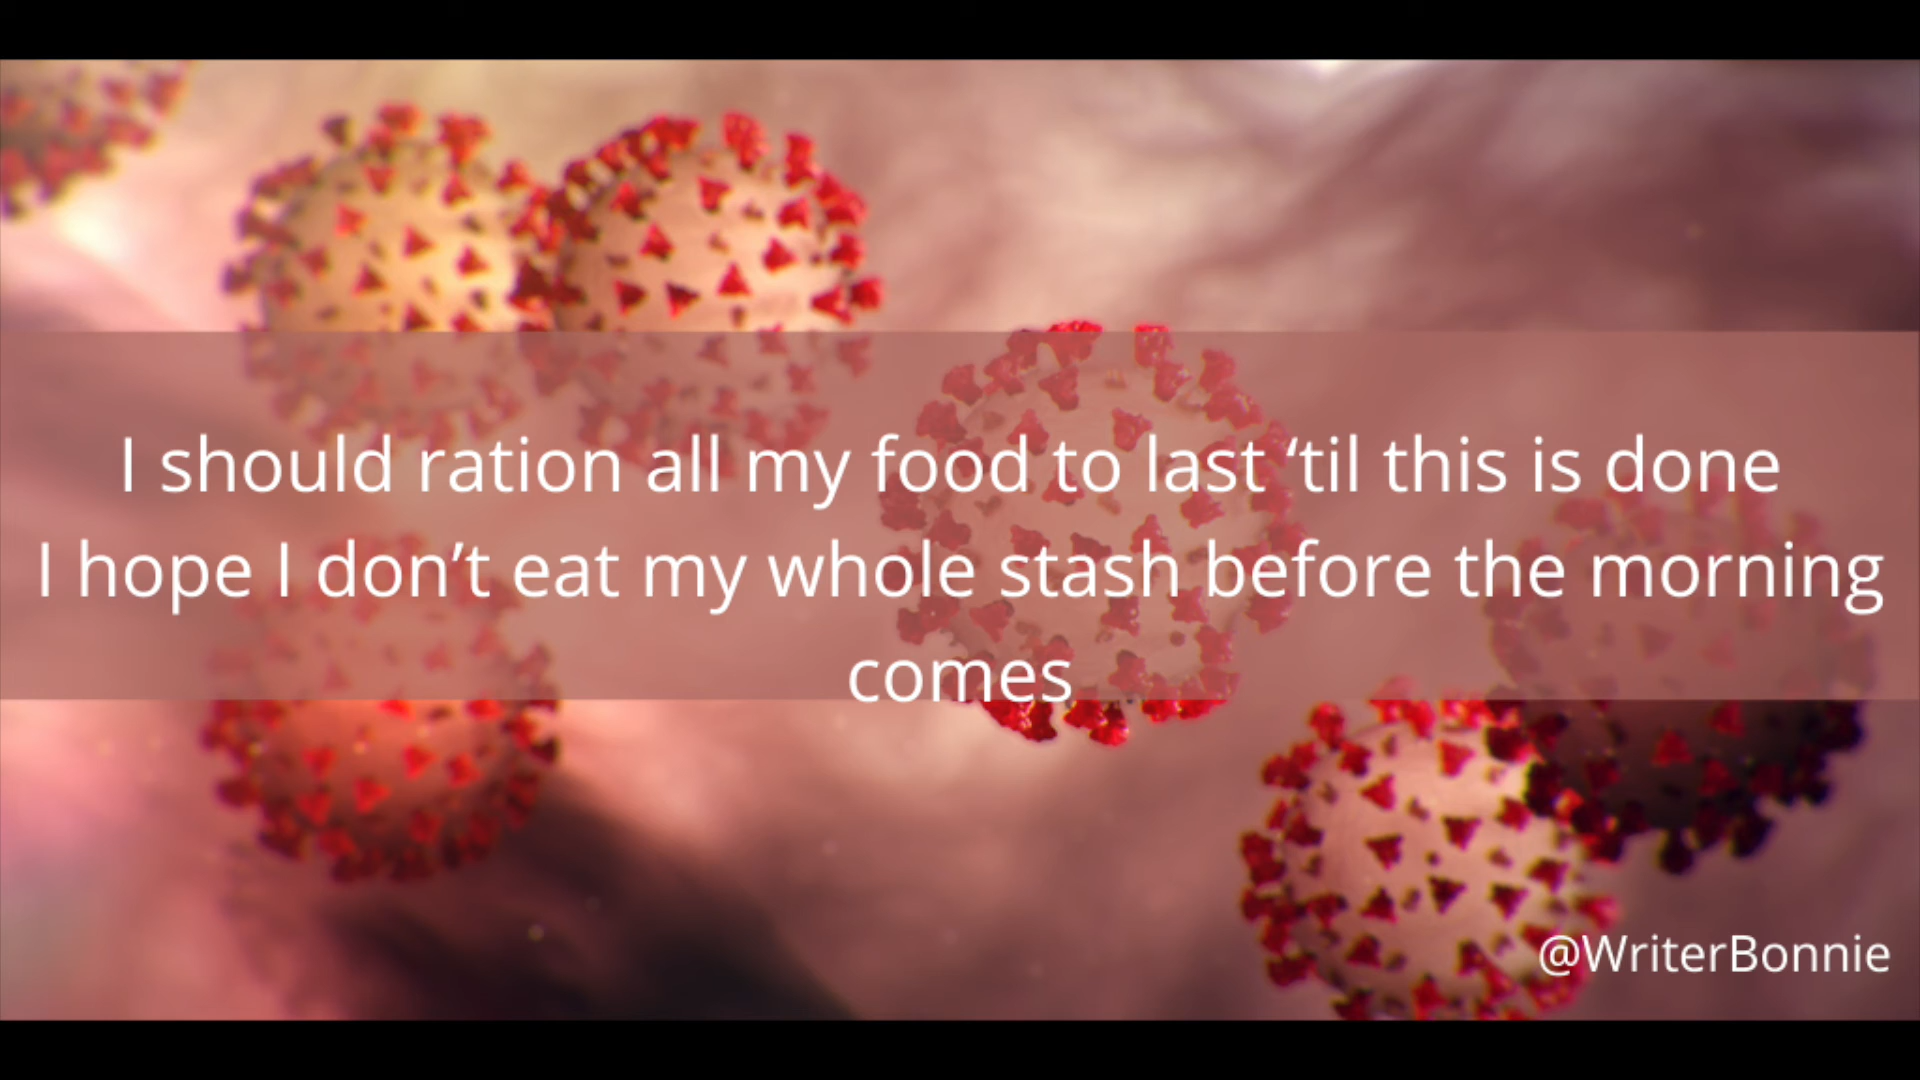 I should ration all my food to last ‘til this is done
I hope I don’t eat my whole stash before the morning
comes
@WriterBonnie